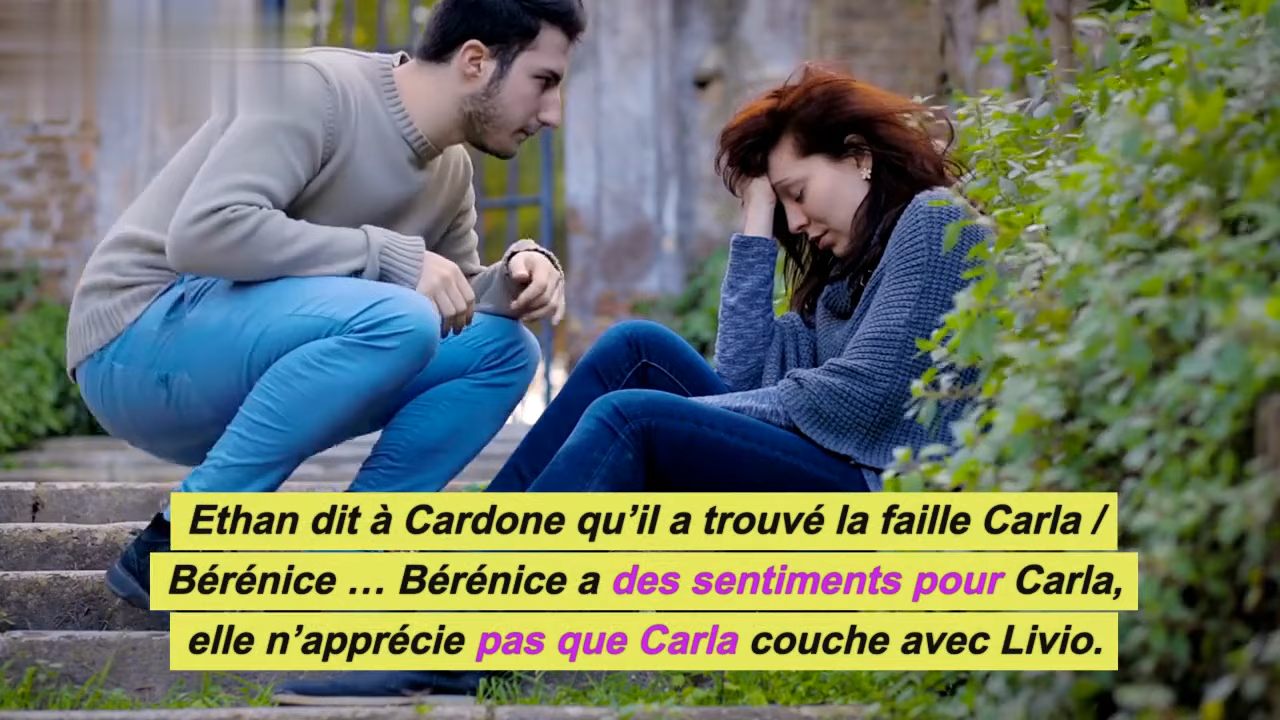 Ethan dit à Cardone qu’il a trouvé la faille Carla /
Bérénice … Bérénice a des sentiments pour Carla,
elle n’apprécie pas que Carla couche avec Livio.